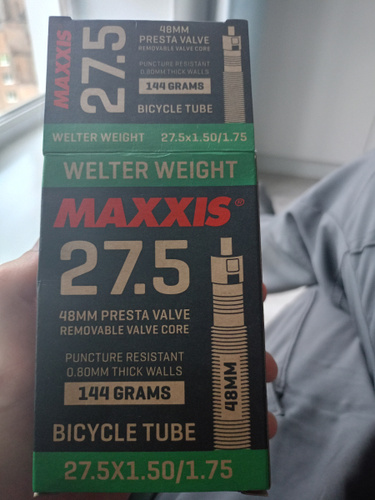 MAXXIS
27.5
48MM
PRESTA VALVE
REMOVABLE VALVE CORE
PUNCTURE RESISTANT
0.80MM THICK WALLS
144 GRAMS
BICYCLE TUBE
WELTER WEIGHT 27.5x1.50/1.75
WELTER WEIGHT
MAXXIS®
27.5
48MM PRESTA VALVE
REMOVABLE VALVE CORE
PUNCTURE RESISTANT
0.80MM THICK WALLS
144 GRAMS
48MM
BICYCLE TUBE
27.5X1.50/1.75